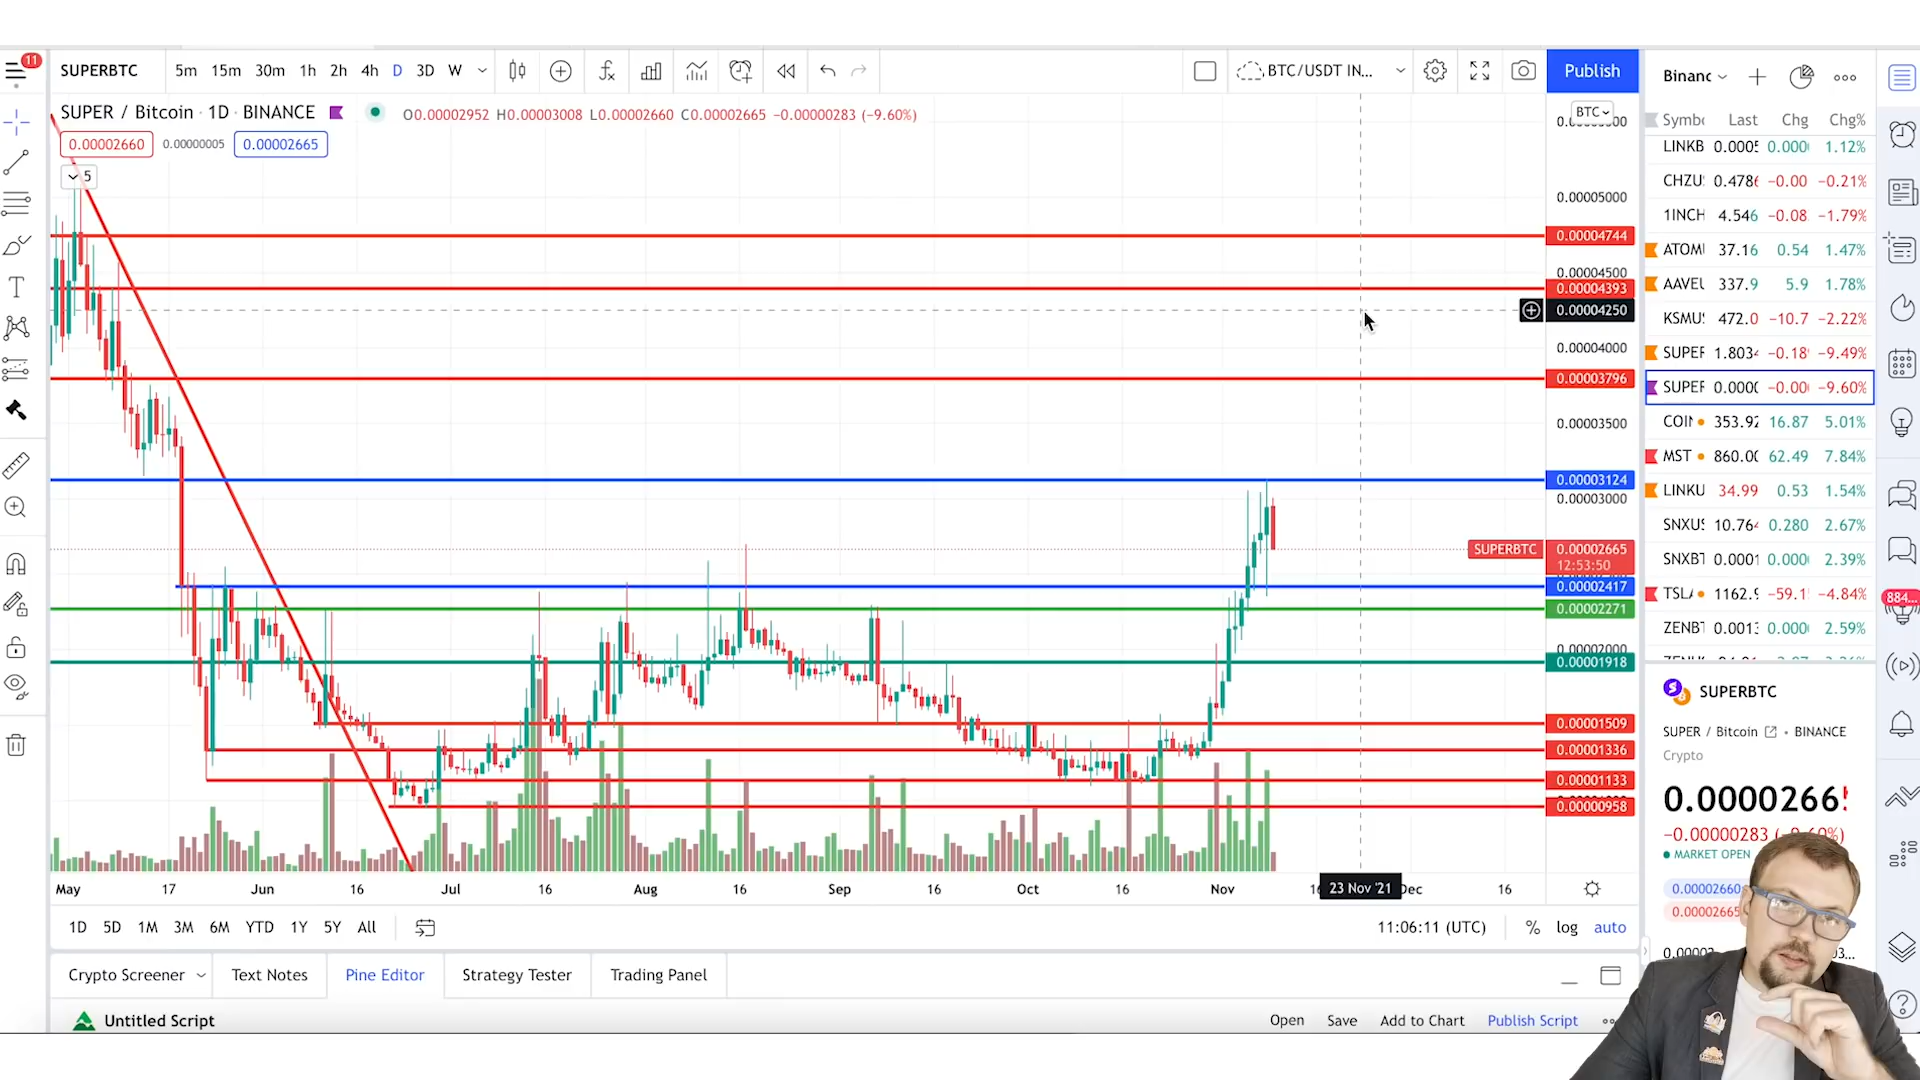 11
SUPERBTC 5m 15m 30m 1h 2h 4h D 3D W BTC/USDT IN... Publish
SUPER / Bitcoin · 1D · BINANCE O0.00002952 H0.00003008 L0.00002660 C0.00002665 −0.00000283 (−9.60%)
0.00002660 0.00000005 0.00002665
5
BTC
0.00005000
0.00004744
0.00004500
0.00004393
0.00004250
0.00004000
0.00003796
0.00003500
0.00003124
0.00003000
SUPERBTC 0.00002665
12:53:50
0.00002417
0.00002271
0.00002000
0.00001918
0.00001509
0.00001336
0.00001133
0.00000958
May 17 Jun 16 Jul 16 Aug 16 Sep 16 Oct 16 Nov 23 Nov '21 Dec 16
1D 5D 1M 3M 6M YTD 1Y 5Y All 11:06:11 (UTC) % log auto
Crypto Screener Text Notes Pine Editor Strategy Tester Trading Panel
Untitled Script Open Save Add to Chart Publish Script
Binanc
Symbo Last Chg Chg%
LINKB 0.0005 0.000 1.12%
CHZU 0.478 −0.00 −0.21%
1INCH 4.546 −0.08 −1.79%
ATOM 37.16 0.54 1.47%
AAVEU 337.9 5.9 1.78%
KSMU 472.0 −10.7 −2.22%
SUPER 1.803 −0.18 −9.49%
SUPER 0.0000 −0.00 −9.60%
COIN 353.92 16.87 5.01%
MST 860.00 62.49 7.84%
LINKU 34.99 0.53 1.54%
SNXUS 10.76 0.280 2.67%
SNXBT 0.0001 0.000 2.39%
TSLA 1162.9 −59.1 −4.84%
ZENBT 0.0013 0.000 2.59%
884...
SUPERBTC
SUPER / Bitcoin • BINANCE
Crypto
0.0000266
−0.00000283 (−9.60%)
MARKET OPEN
0.00002660
0.00002665